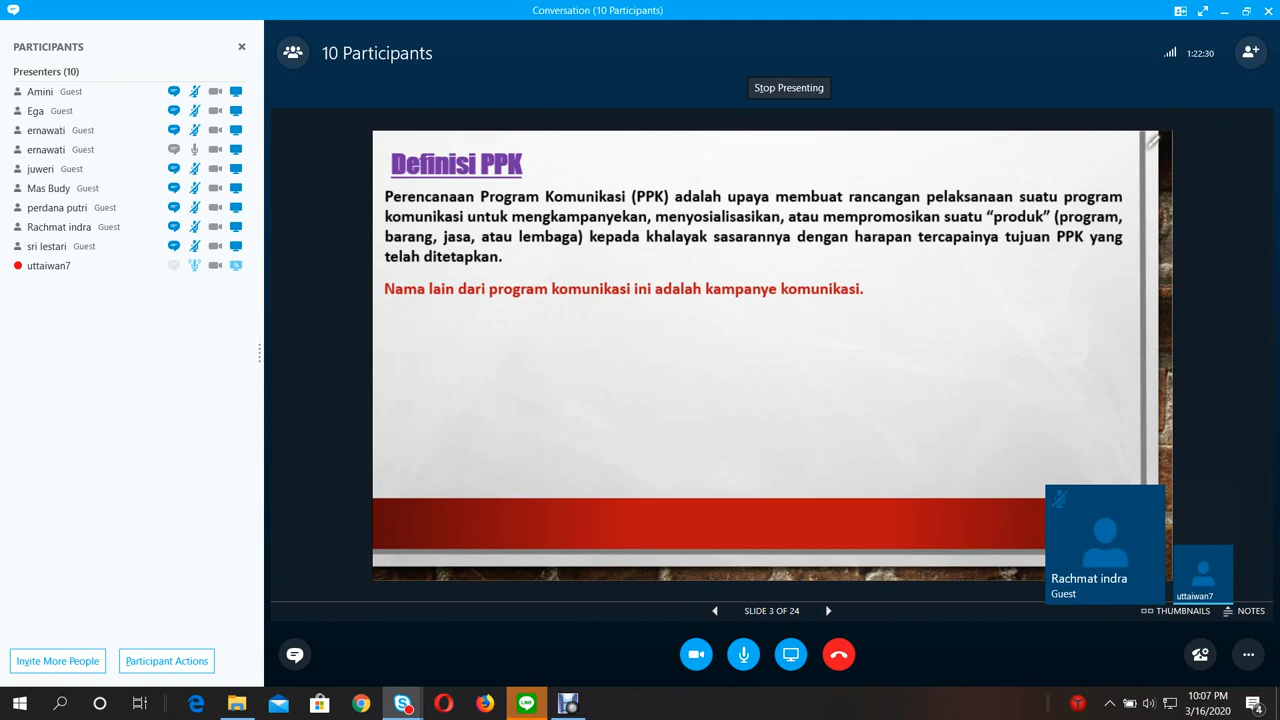 Conversation (10 Participants)
PARTICIPANTS
Presenters (10)
Amini Guest
Ega Guest
ernawati Guest
ernawati Guest
juweri Guest
Mas Budy Guest
perdana putri Guest
Rachmat indra Guest
sri lestari Guest
uttaiwan7
Invite More People
Participant Actions
10 Participants
1:22:30
Stop Presenting
Definisi PPK
Perencanaan Program Komunikasi (PPK) adalah upaya membuat rancangan pelaksanaan suatu program
komunikasi untuk mengkampanyekan, menyosialisasikan, atau mempromosikan suatu “produk” (program,
barang, jasa, atau lembaga) kepada khalayak sasarannya dengan harapan tercapainya tujuan PPK yang
telah ditetapkan.
Nama lain dari program komunikasi ini adalah kampanye komunikasi.
Rachmat indra
Guest
uttaiwan7
SLIDE 3 OF 24
THUMBNAILS
NOTES
10:07 PM
3/16/2020
4